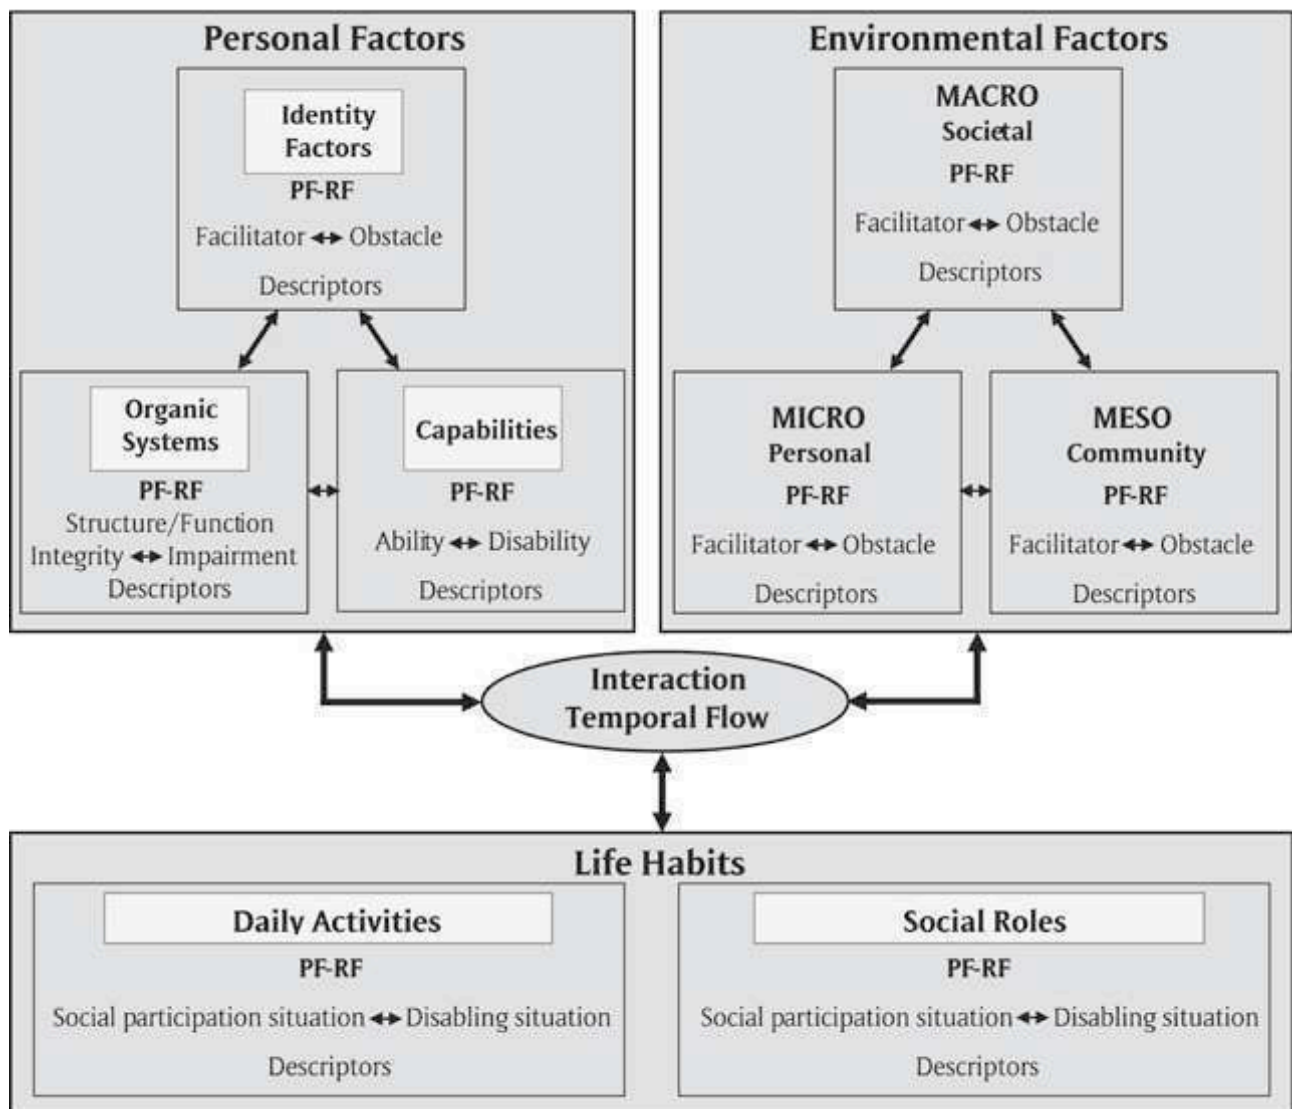 Personal Factors
Identity
Factors
PF-RF
Facilitator ↔ Obstacle
Descriptors
Organic
Systems
PF-RF
Structure/Function
Integrity ↔ Impairment
Descriptors
Capabilities
PF-RF
Ability ↔ Disability
Descriptors
Environmental Factors
MACRO
Societal
PF-RF
Facilitator ↔ Obstacle
Descriptors
MICRO
Personal
PF-RF
Facilitator ↔ Obstacle
Descriptors
MESO
Community
PF-RF
Facilitator ↔ Obstacle
Descriptors
Interaction
Temporal Flow
Life Habits
Daily Activities
PF-RF
Social participation situation ↔ Disabling situation
Descriptors
Social Roles
PF-RF
Social participation situation ↔ Disabling situation
Descriptors